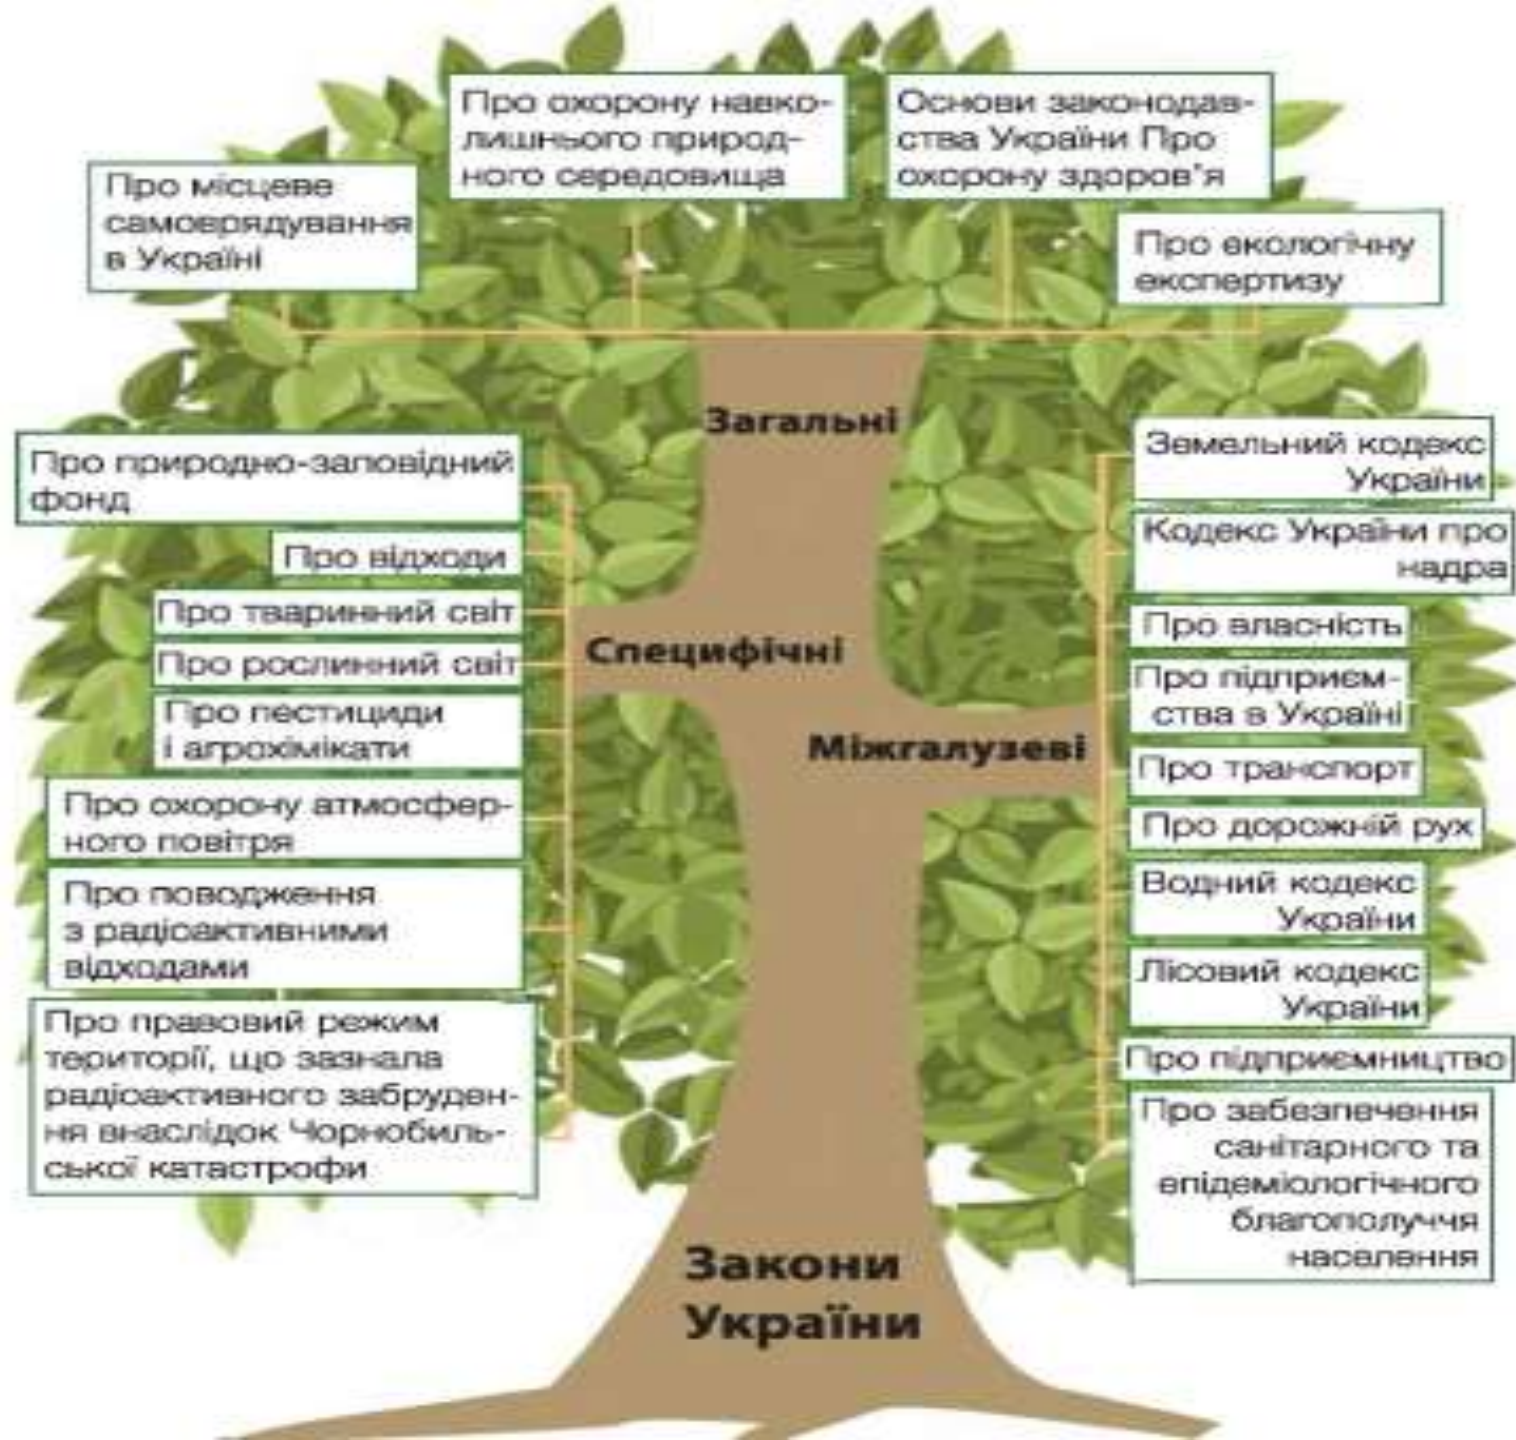 Про охорону навко-
лишнього природ-
ного середовища
Основи законодав-
ства України Про
охорону здоров'я
Про місцеве
самоврядування
в Україні
Про екологічну
експертизу
Загальні
Про природно-заповідний
фонд
Про відходи
Про тваринний світ
Про рослинний світ
Про пестициди
і агрохімікати
Про охорону атмосфер-
ного повітря
Про поводження
з радіоактивними
відходами
Про правовий режим
території, що зазнала
радіоактивного забруден-
ня внаслідок Чорнобиль-
ської катастрофи
Специфічні
Міжгалузеві
Земельний кодекс
України
Кодекс України про
надра
Про власність
Про підприєм-
ства в Україні
Про транспорт
Про дорожній рух
Водний кодекс
України
Лісовий кодекс
України
Про підприємництво
Про забезпечення
санітарного та
епідеміологічного
благополуччя
населення
Закони
України